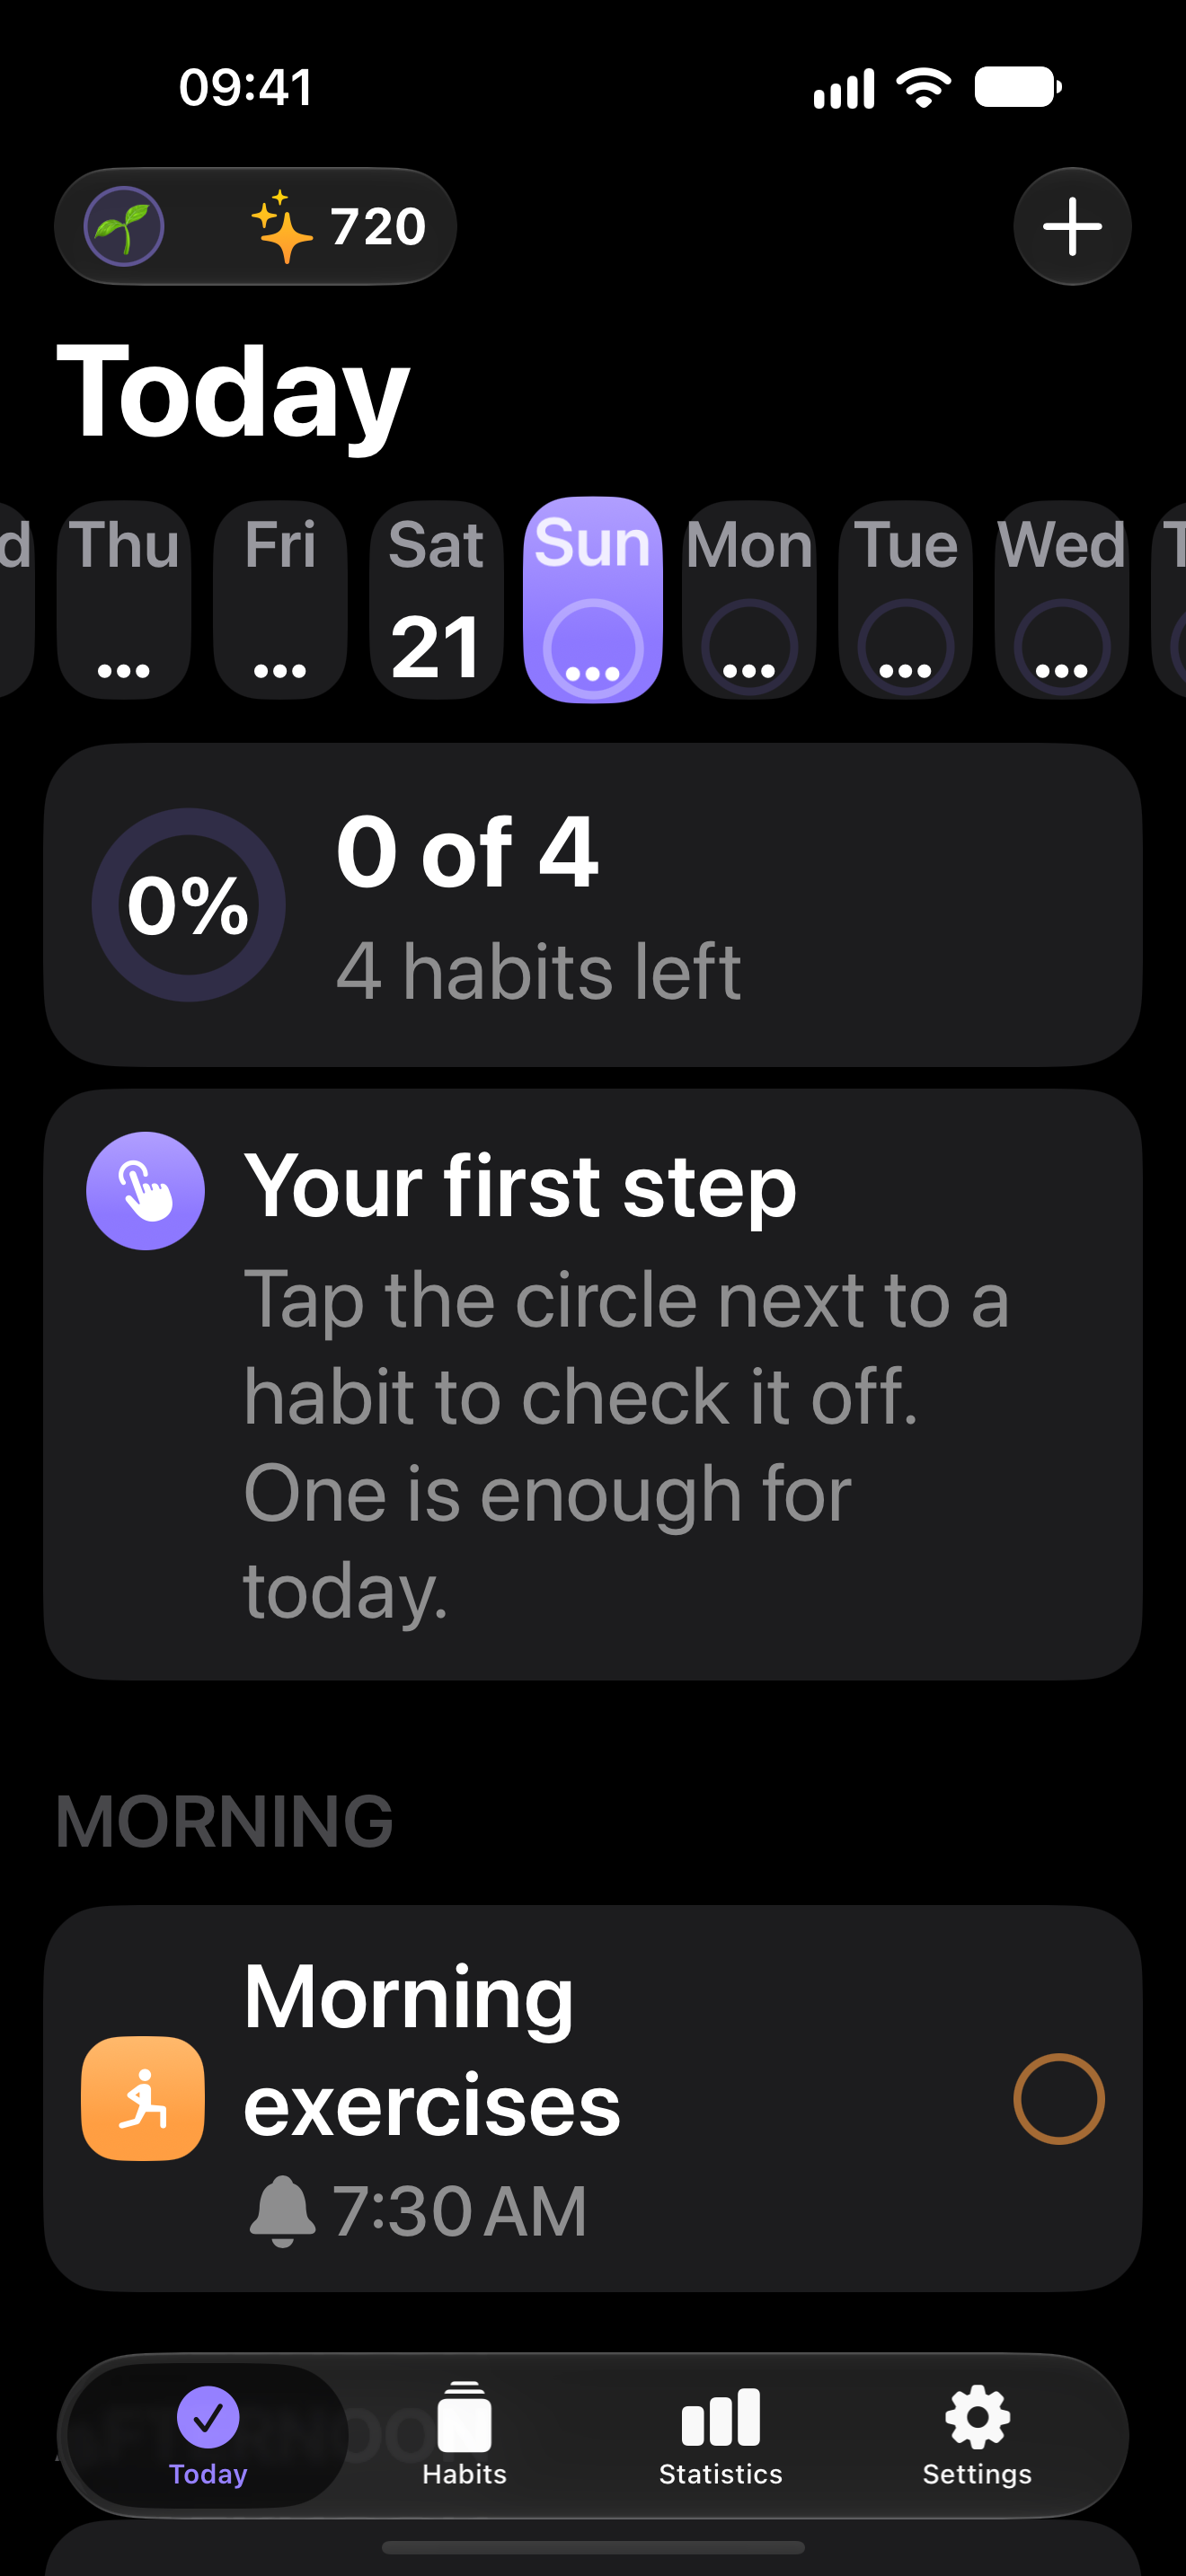 09:41
720
Today
d Thu Fri Sat Sun Mon Tue Wed T
... ... 21 ... ... ... ...
0%
0 of 4
4 habits left
Your first step
Tap the circle next to a
habit to check it off.
One is enough for
today.
MORNING
Morning
exercises
7:30 AM
AFTERNOON
Today Habits Statistics Settings